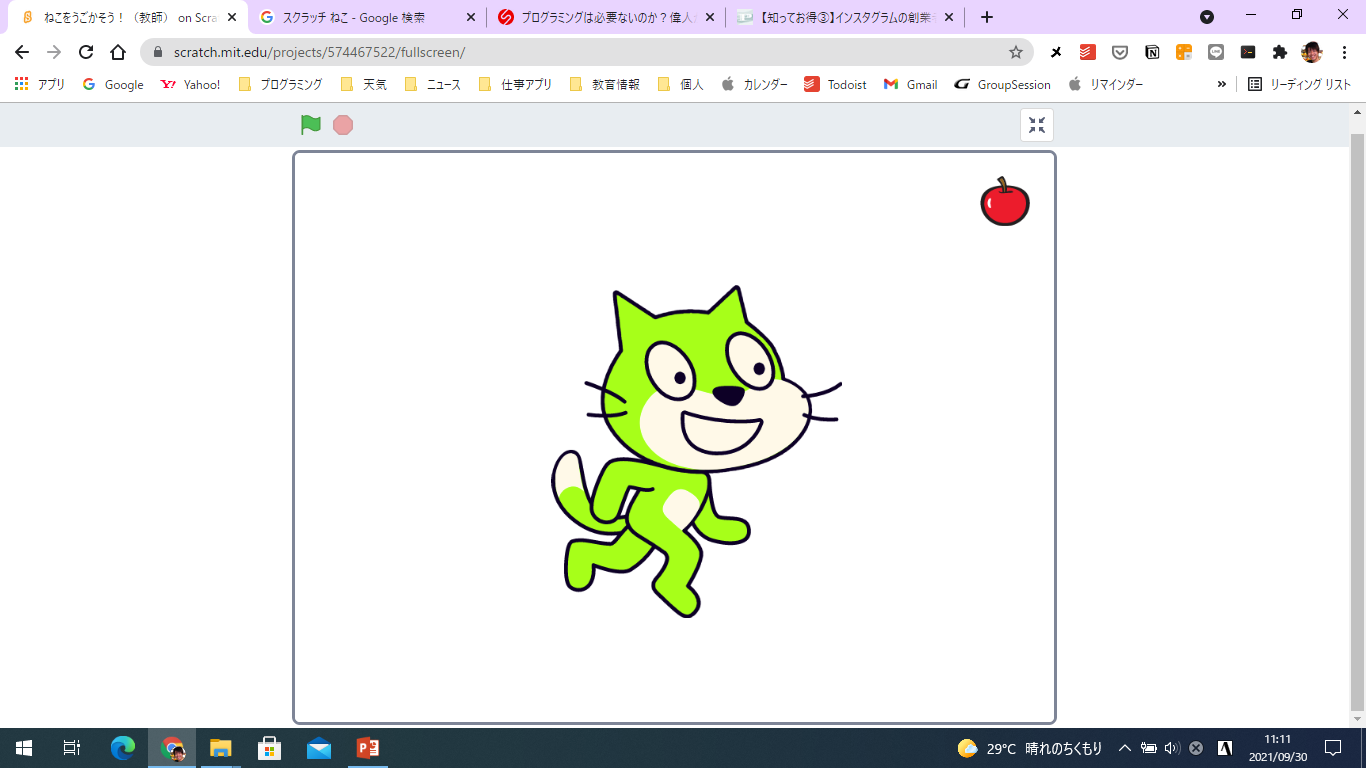 ねこをうごかそう！（教師） on Scra
スクラッチ ねこ - Google 検索
プログラミングは必要ないのか？偉人が
【知ってお得③】インスタグラムの創業者
scratch.mit.edu/projects/574467522/fullscreen/
アプリ Google Yahoo! プログラミング 天気 ニュース 仕事アプリ 教育情報 個人 カレンダー Todoist Gmail GroupSession リマインダー » リーディング リスト
29°C 晴れのちくもり A 11:11
2021/09/30